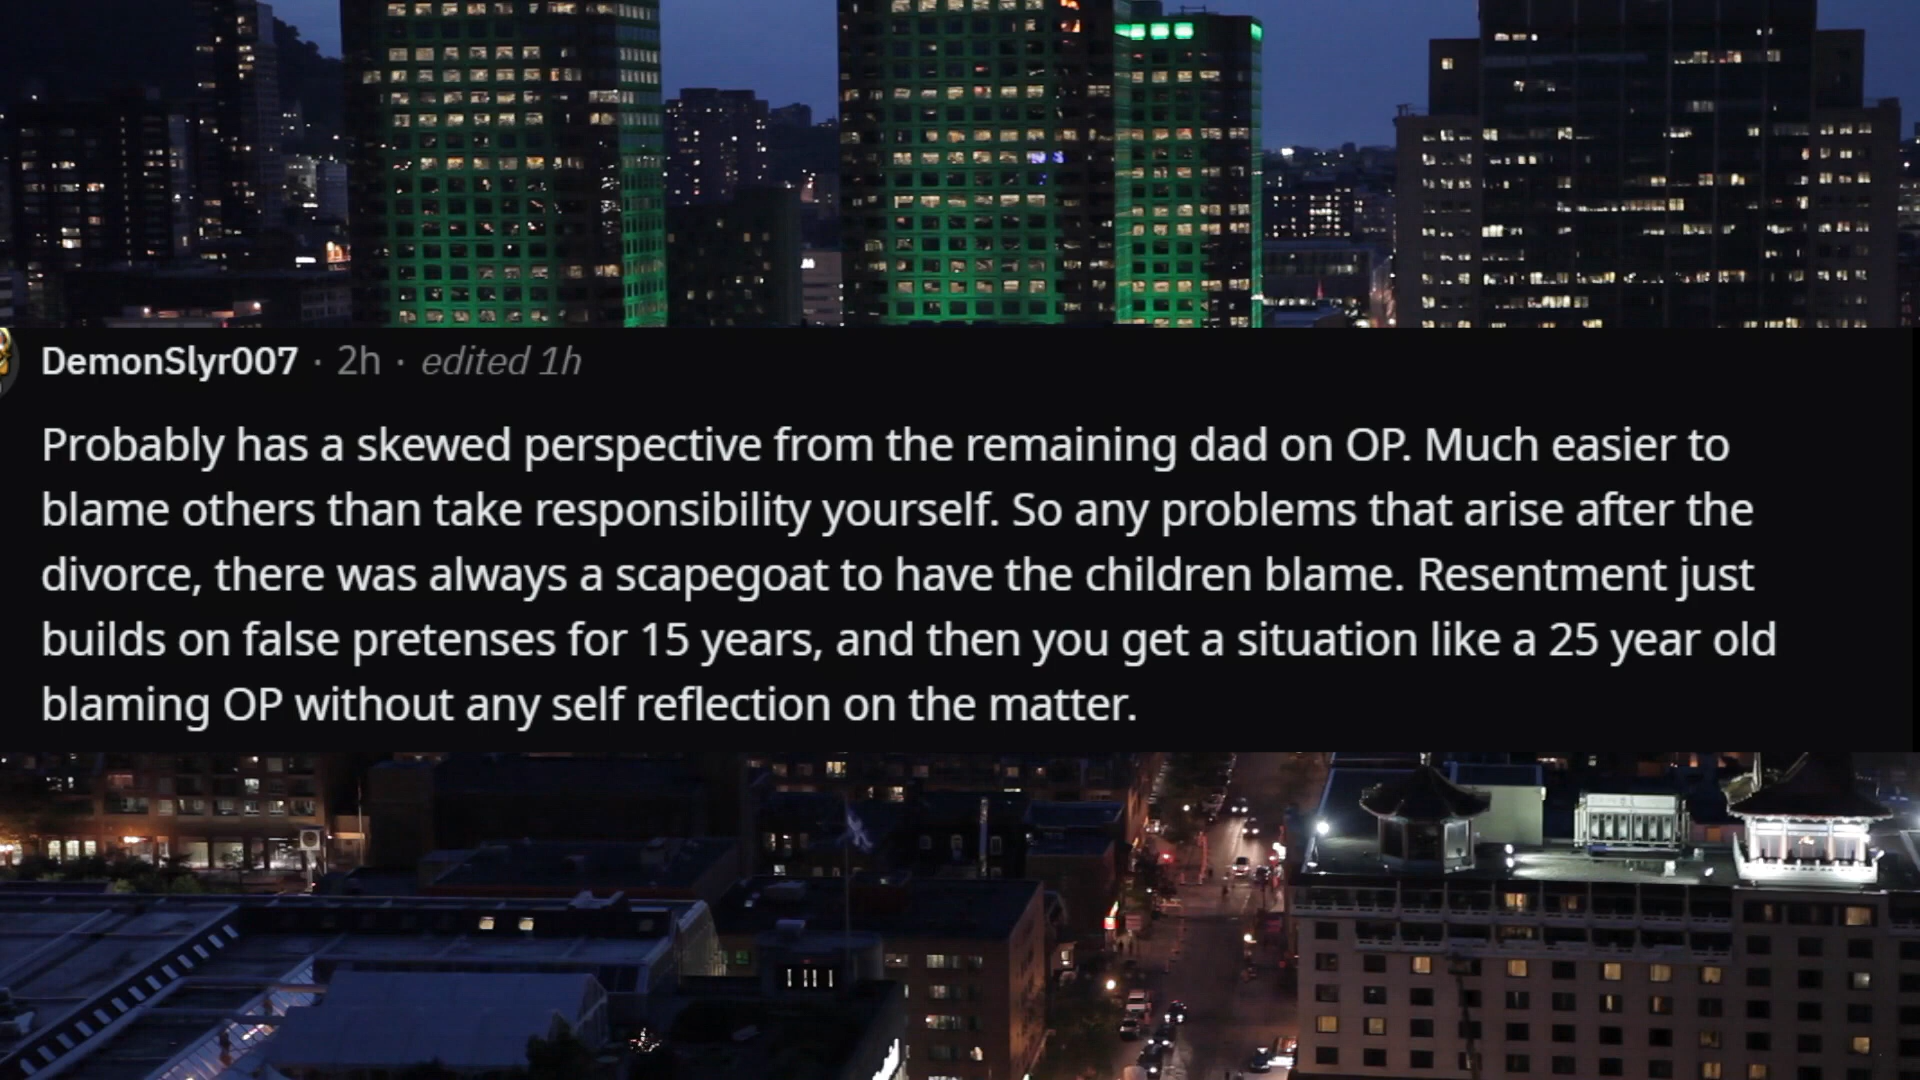 DemonSlyr007 · 2h · edited 1h
Probably has a skewed perspective from the remaining dad on OP. Much easier to
blame others than take responsibility yourself. So any problems that arise after the
divorce, there was always a scapegoat to have the children blame. Resentment just
builds on false pretenses for 15 years, and then you get a situation like a 25 year old
blaming OP without any self reflection on the matter.